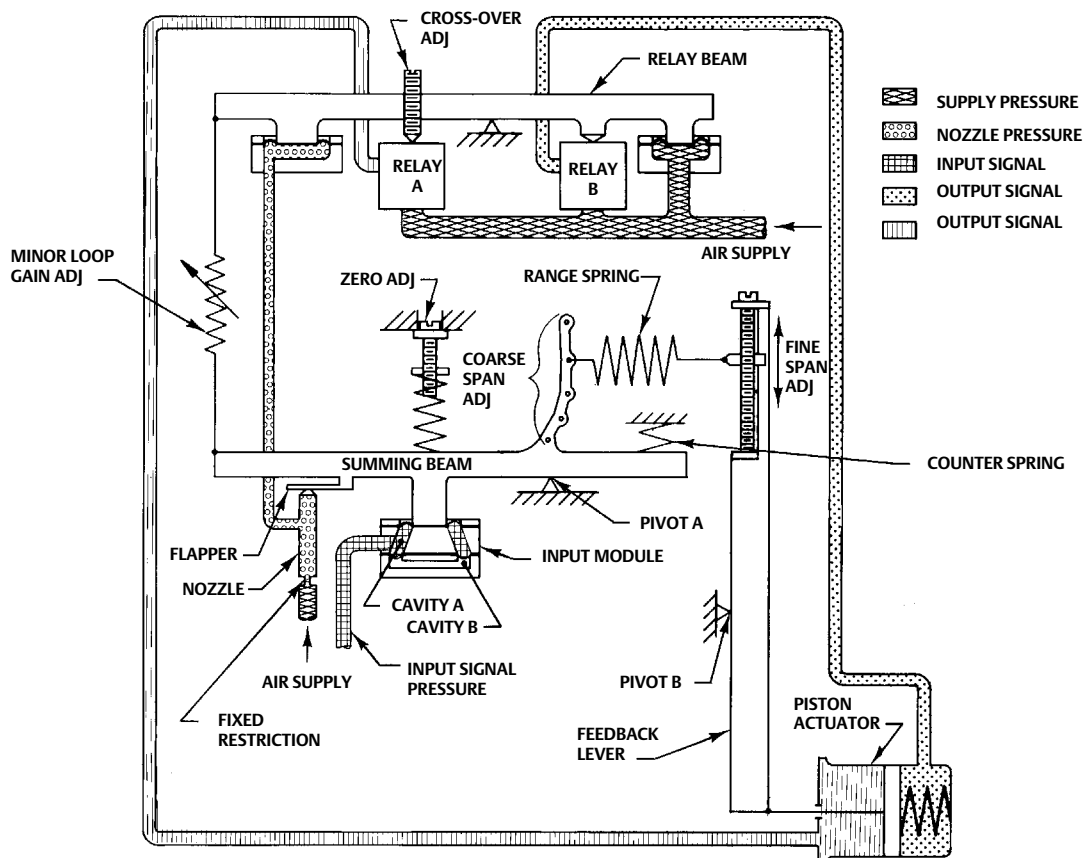 CROSS-OVER
ADJ
RELAY BEAM
SUPPLY PRESSURE
NOZZLE PRESSURE
INPUT SIGNAL
OUTPUT SIGNAL
OUTPUT SIGNAL
RELAY
A
RELAY
B
AIR SUPPLY
MINOR LOOP
GAIN ADJ
ZERO ADJ
RANGE SPRING
COARSE
SPAN
ADJ
FINE
SPAN
ADJ
SUMMING BEAM
COUNTER SPRING
PIVOT A
FLAPPER
INPUT MODULE
NOZZLE
CAVITY A
CAVITY B
AIR SUPPLY
INPUT SIGNAL
PRESSURE
PIVOT B
PISTON
ACTUATOR
FIXED
RESTRICTION
FEEDBACK
LEVER